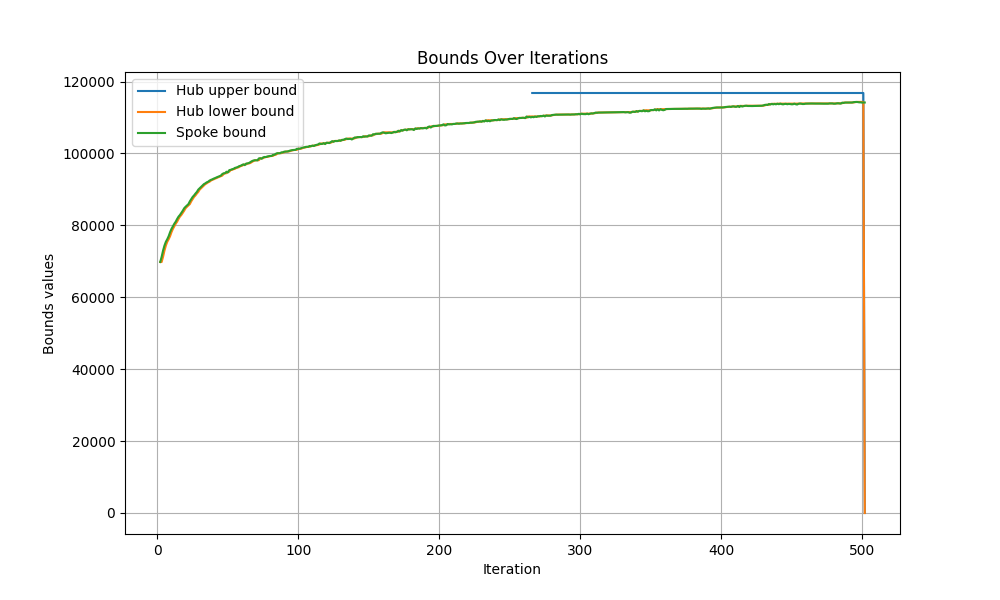 Bounds Over Iterations
120000
100000
80000
60000
40000
20000
0
Bounds values
Hub upper bound
Hub lower bound
Spoke bound
0 100 200 300 400 500
Iteration